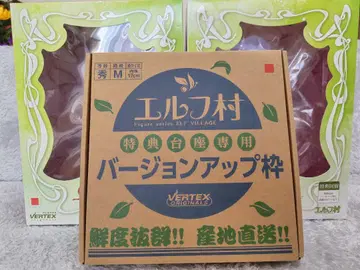 秀
M
エルフ村
Figure series ELF VILLAGE
特典台座専用
バージョンアップ枠
VERTEX
ORIGINALS
鮮度抜群!! 産地直送!!
VERTEX
エルフ村